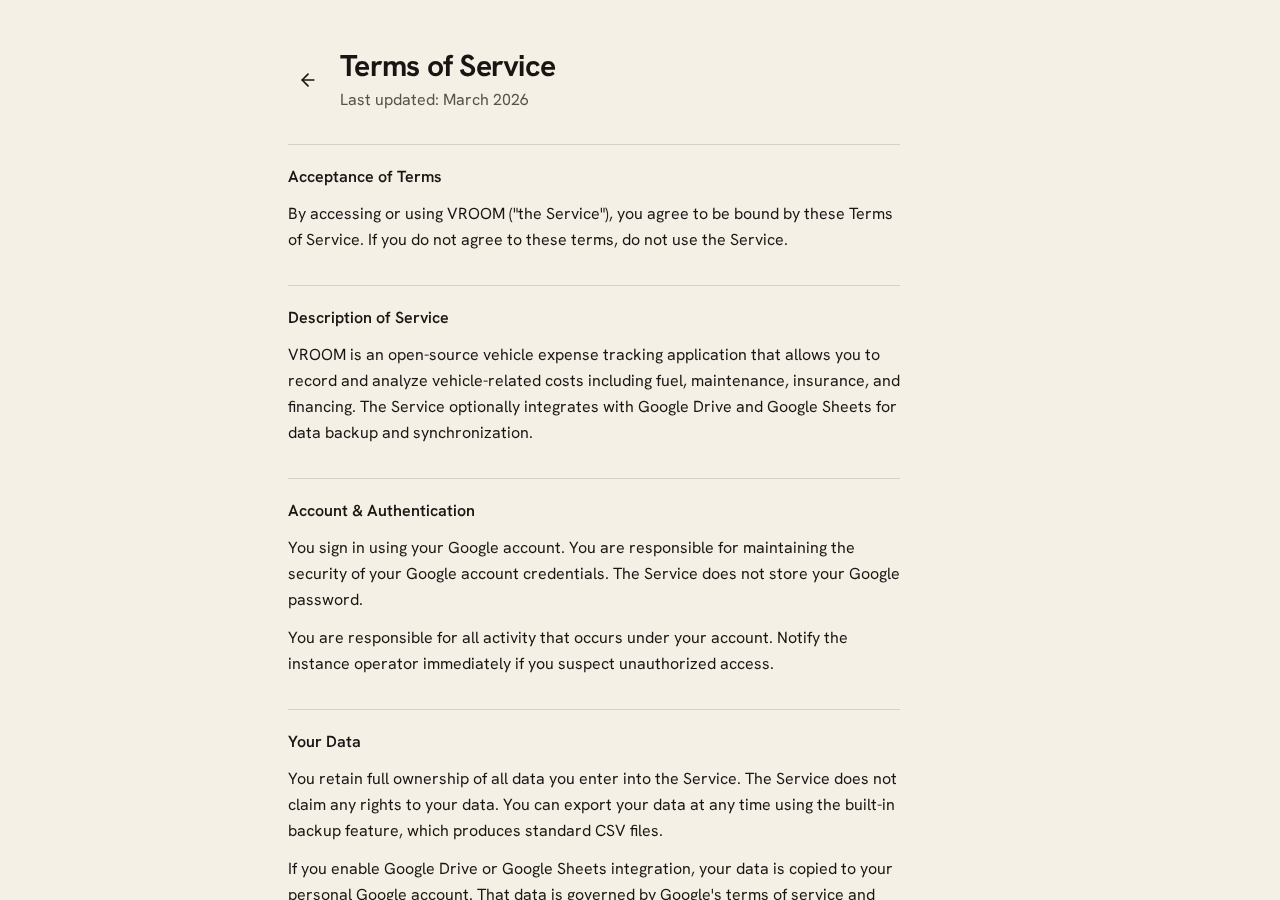 Terms of Service
Last updated: March 2026
Acceptance of Terms
By accessing or using VROOM ("the Service"), you agree to be bound by these Terms
of Service. If you do not agree to these terms, do not use the Service.
Description of Service
VROOM is an open-source vehicle expense tracking application that allows you to
record and analyze vehicle-related costs including fuel, maintenance, insurance, and
financing. The Service optionally integrates with Google Drive and Google Sheets for
data backup and synchronization.
Account & Authentication
You sign in using your Google account. You are responsible for maintaining the
security of your Google account credentials. The Service does not store your Google
password.
You are responsible for all activity that occurs under your account. Notify the
instance operator immediately if you suspect unauthorized access.
Your Data
You retain full ownership of all data you enter into the Service. The Service does not
claim any rights to your data. You can export your data at any time using the built-in
backup feature, which produces standard CSV files.
If you enable Google Drive or Google Sheets integration, your data is copied to your
personal Google account. That data is governed by Google's terms of service and